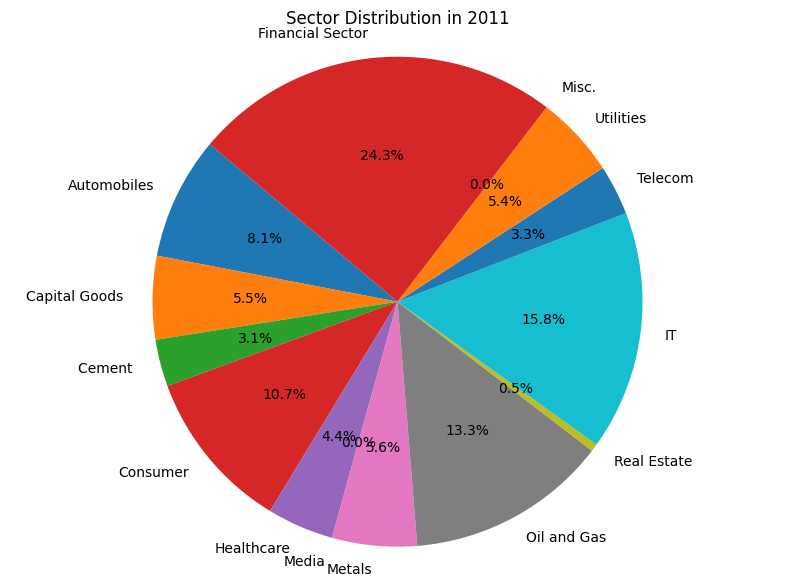 Sector Distribution in 2011
Financial Sector
Misc.
Utilities
Telecom
IT
Real Estate
Oil and Gas
Metals
Media
Healthcare
Consumer
Cement
Capital Goods
Automobiles
24.3%
0.0%
5.4%
3.3%
15.8%
0.5%
13.3%
5.6%
0.0%
4.4%
10.7%
3.1%
5.5%
8.1%